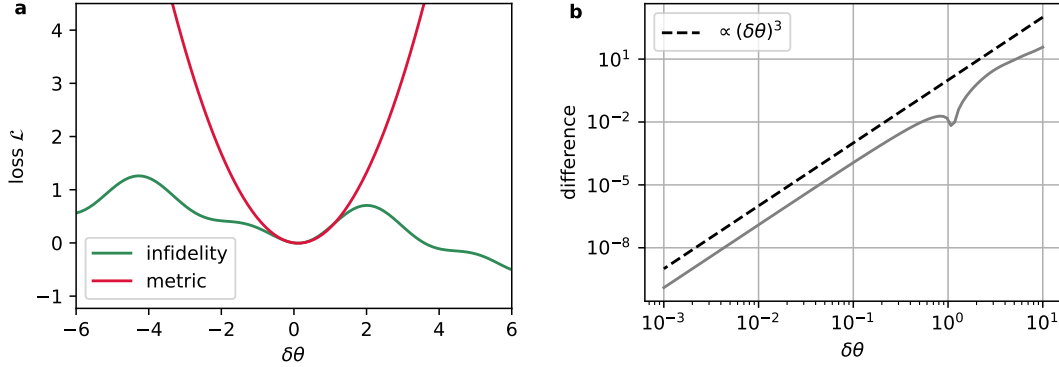 a
4
3
2
1
0
−1
loss ℒ
infidelity
metric
−6 −4 −2 0 2 4 6
δθ
b
∝ (δθ)³
10¹
10⁻²
10⁻⁵
10⁻⁸
difference
10⁻³ 10⁻² 10⁻¹ 10⁰ 10¹
δθ